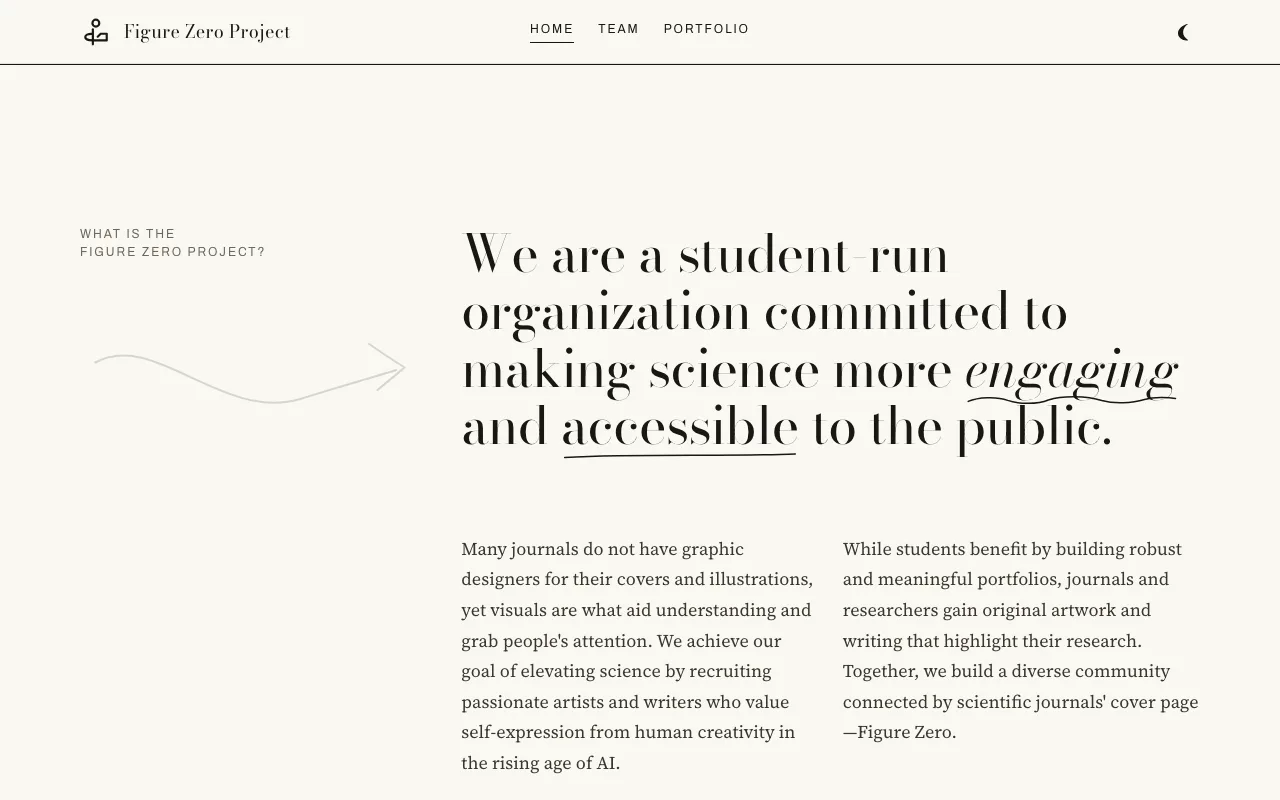 Figure Zero Project
HOME
TEAM
PORTFOLIO
WHAT IS THE
FIGURE ZERO PROJECT?
We are a student-run
organization committed to
making science more engaging
and accessible to the public.
Many journals do not have graphic
designers for their covers and illustrations,
yet visuals are what aid understanding and
grab people's attention. We achieve our
goal of elevating science by recruiting
passionate artists and writers who value
self-expression from human creativity in
the rising age of AI.
While students benefit by building robust
and meaningful portfolios, journals and
researchers gain original artwork and
writing that highlight their research.
Together, we build a diverse community
connected by scientific journals' cover page
—Figure Zero.